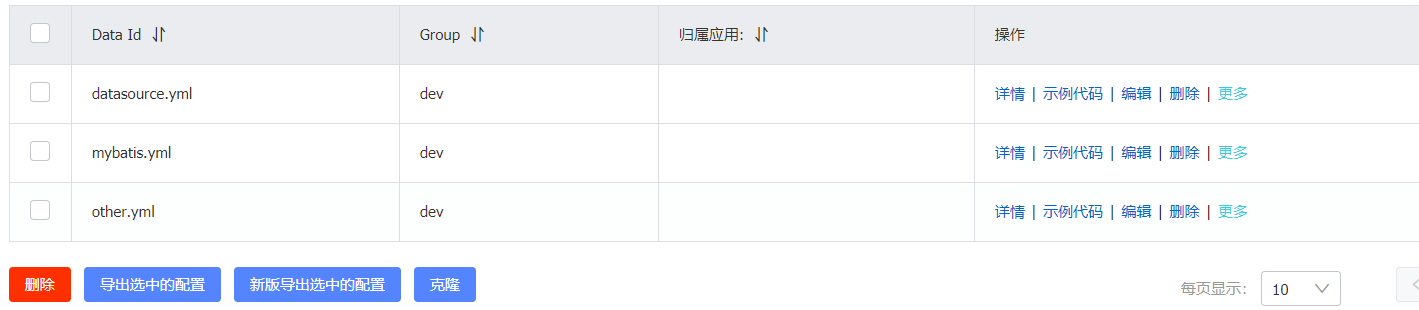 Data Id Group 归属应用: 操作
datasource.yml dev 详情 | 示例代码 | 编辑 | 删除 | 更多
mybatis.yml dev 详情 | 示例代码 | 编辑 | 删除 | 更多
other.yml dev 详情 | 示例代码 | 编辑 | 删除 | 更多
删除 导出选中的配置 新版导出选中的配置 克隆 每页显示: 10